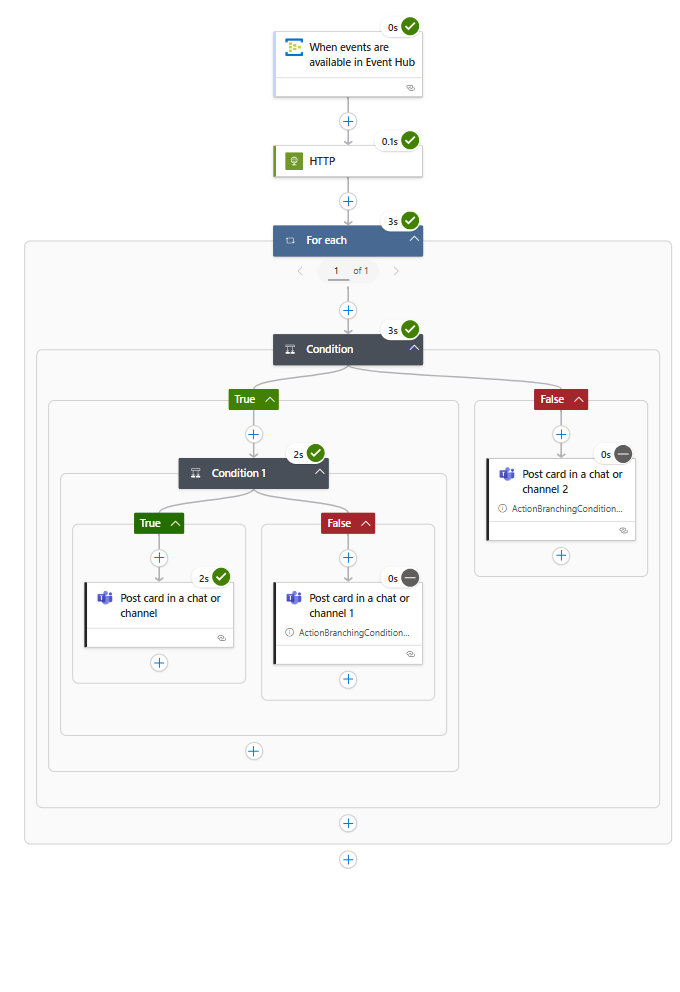 0s
When events are
available in Event Hub
0.1s
HTTP
3s
For each
1 of 1
3s
Condition
True
False
2s
Condition 1
0s
Post card in a chat or
channel 2
ActionBranchingCondition...
True
False
2s
Post card in a chat or
channel
0s
Post card in a chat or
channel 1
ActionBranchingCondition...